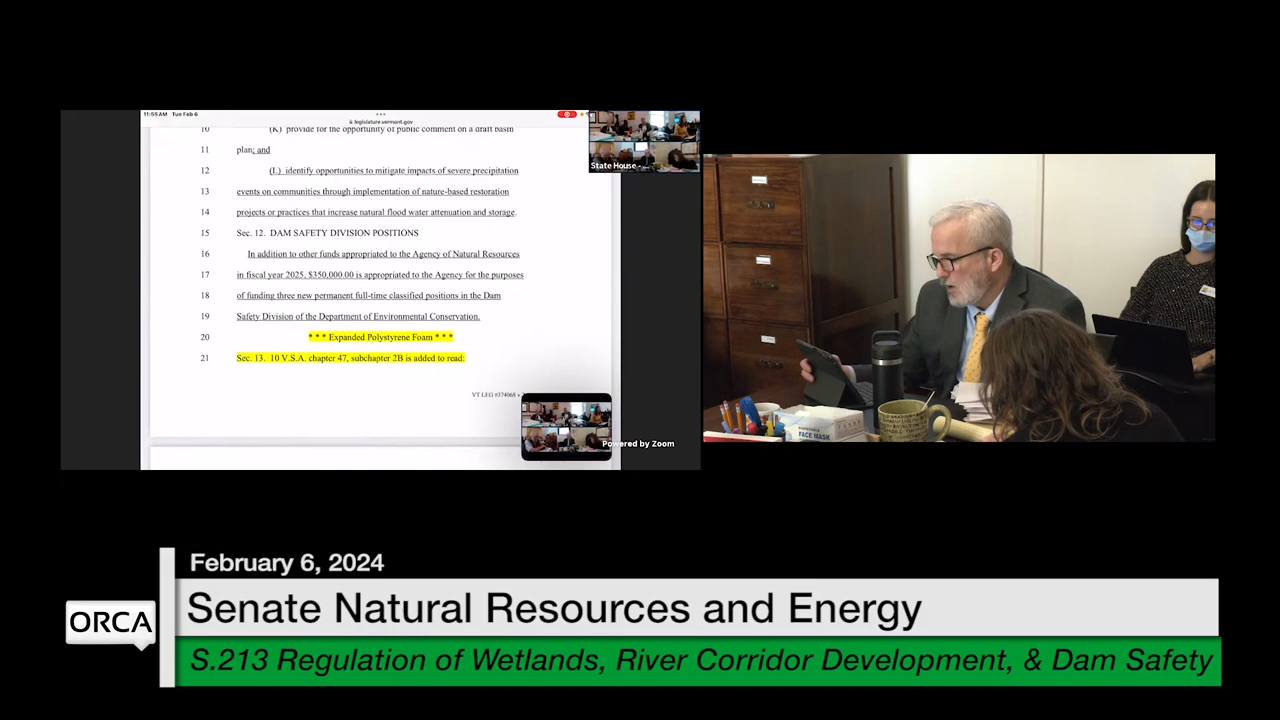 11:55 AM Tue Feb 6
legislature.vermont.gov
10 (K) provide for the opportunity of public comment on a draft basin
11 plan; and
12 (L) identify opportunities to mitigate impacts of severe precipitation
13 events on communities through implementation of nature-based restoration
14 projects or practices that increase natural flood water attenuation and storage.
15 Sec. 12. DAM SAFETY DIVISION POSITIONS
16 In addition to other funds appropriated to the Agency of Natural Resources
17 in fiscal year 2025, $350,000.00 is appropriated to the Agency for the purposes
18 of funding three new permanent full-time classified positions in the Dam
19 Safety Division of the Department of Environmental Conservation.
20 * * * Expanded Polystyrene Foam * * *
21 Sec. 13. 10 V.S.A. chapter 47, subchapter 2B is added to read:
VT LEG #374068 v.
State House -
Powered by Zoom
FACE MASK
February 6, 2024
ORCA
Senate Natural Resources and Energy
S.213 Regulation of Wetlands, River Corridor Development, & Dam Safety